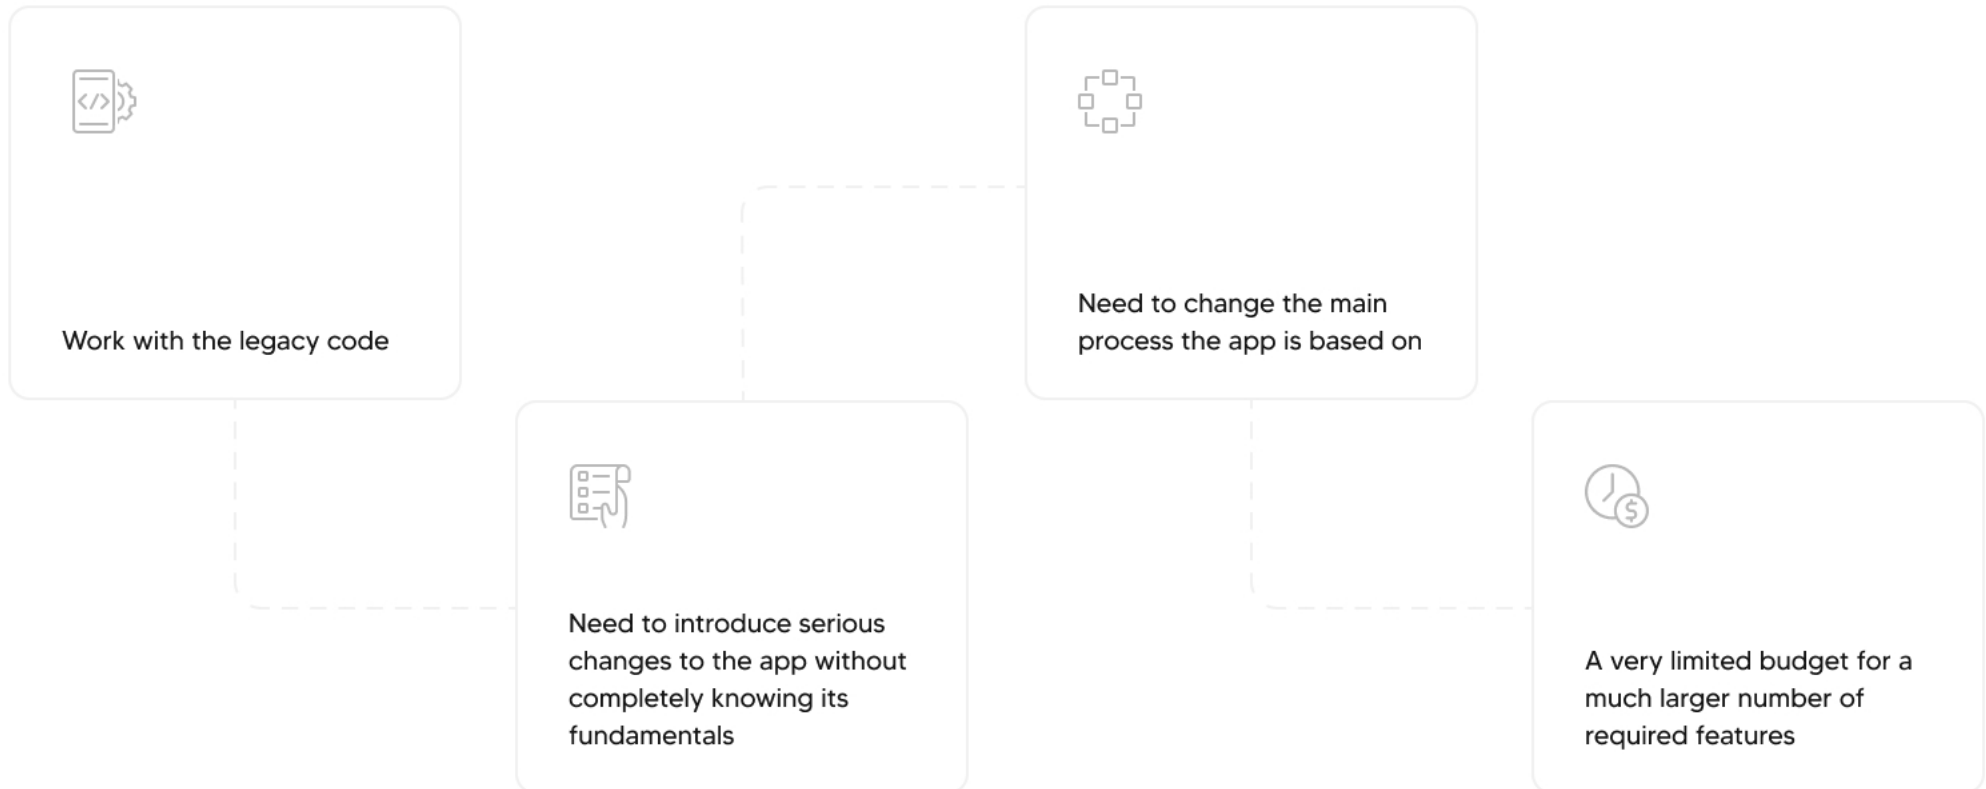 Work with the legacy code
Need to introduce serious
changes to the app without
completely knowing its
fundamentals
Need to change the main
process the app is based on
A very limited budget for a
much larger number of
required features